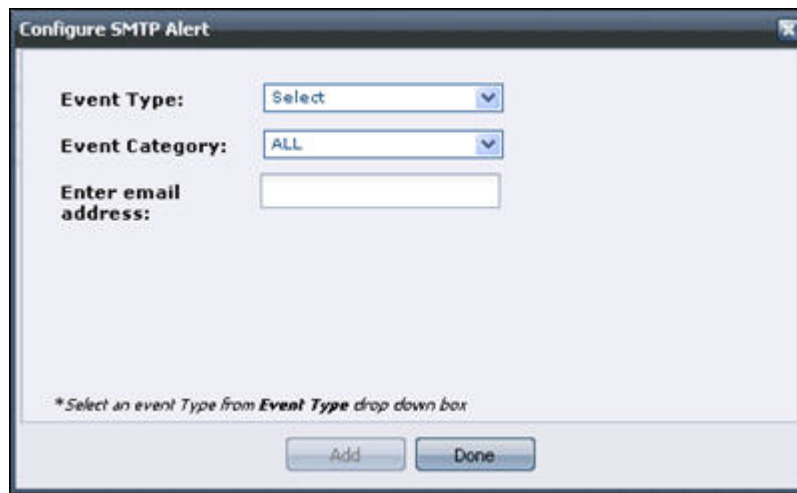 Configure SMTP Alert
Event Type: Select
Event Category: ALL
Enter email
address:
*Select an event Type from Event Type drop down box
Add Done